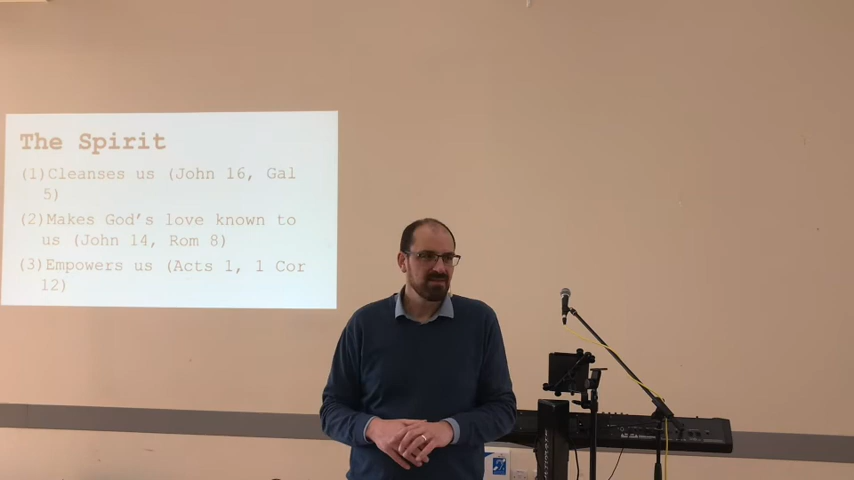 The Spirit
(1)Cleanses us (John 16, Gal
5)
(2)Makes God's love known to
us (John 14, Rom 8)
(3)Empowers us (Acts 1, 1 Cor
12)